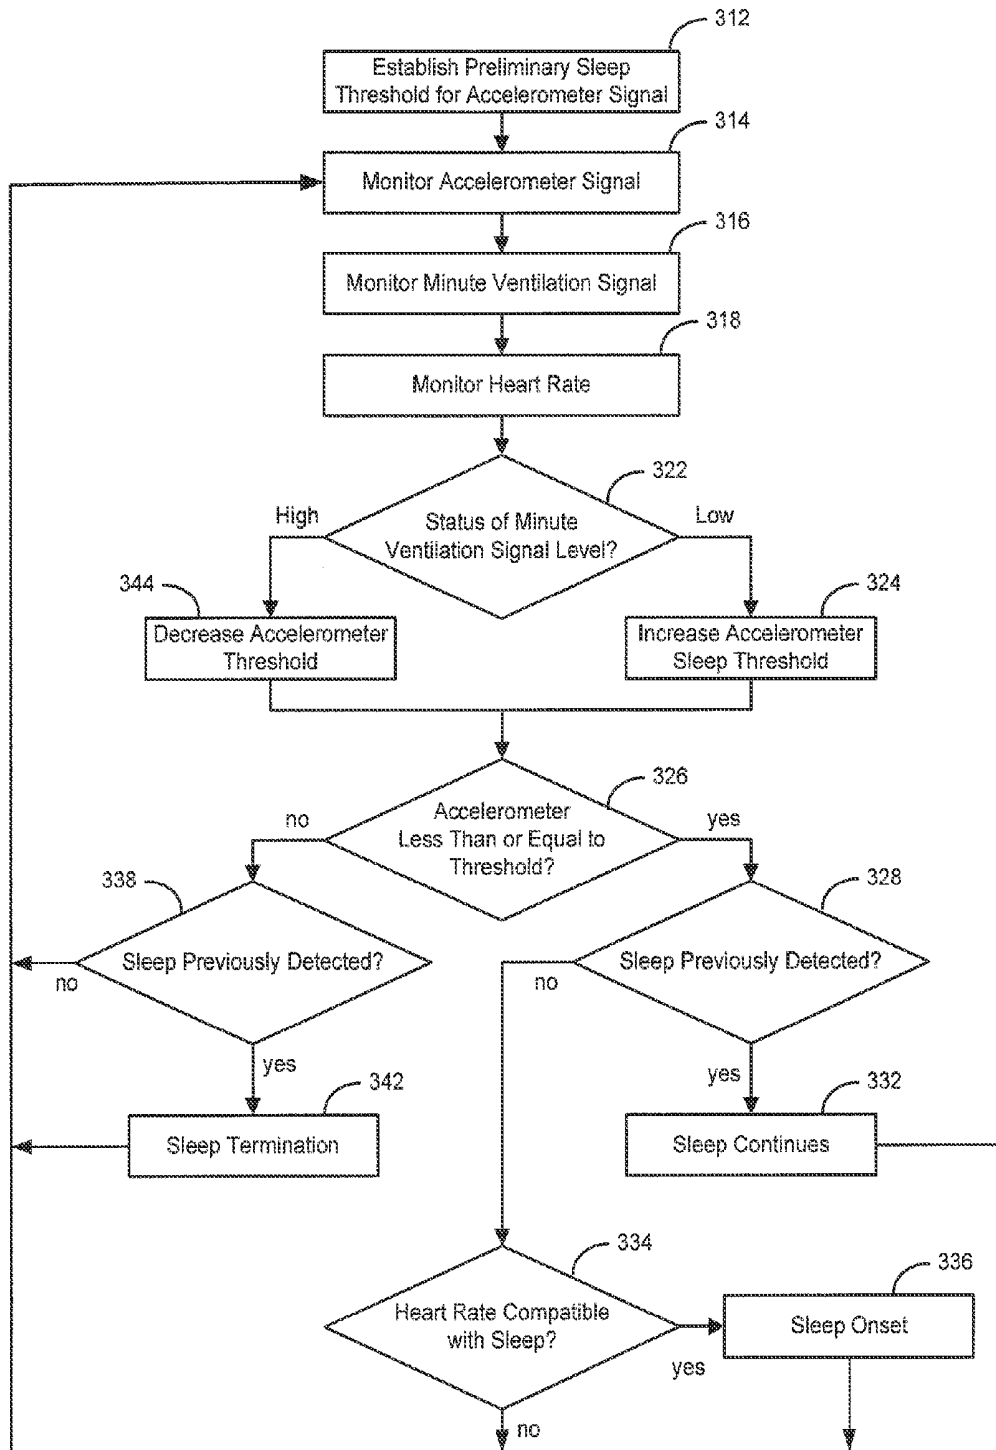 312
Establish Preliminary Sleep
Threshold for Accelerometer Signal
314
Monitor Accelerometer Signal
316
Monitor Minute Ventilation Signal
318
Monitor Heart Rate
322
High
Status of Minute
Ventilation Signal Level?
Low
344
324
Decrease Accelerometer
Threshold
Increase Accelerometer
Sleep Threshold
326
no
Accelerometer
Less Than or Equal to
Threshold?
yes
338
328
Sleep Previously Detected?
no
Sleep Previously Detected?
no
yes
yes
342
332
Sleep Termination
Sleep Continues
334
336
Heart Rate Compatible
with Sleep?
Sleep Onset
yes
no